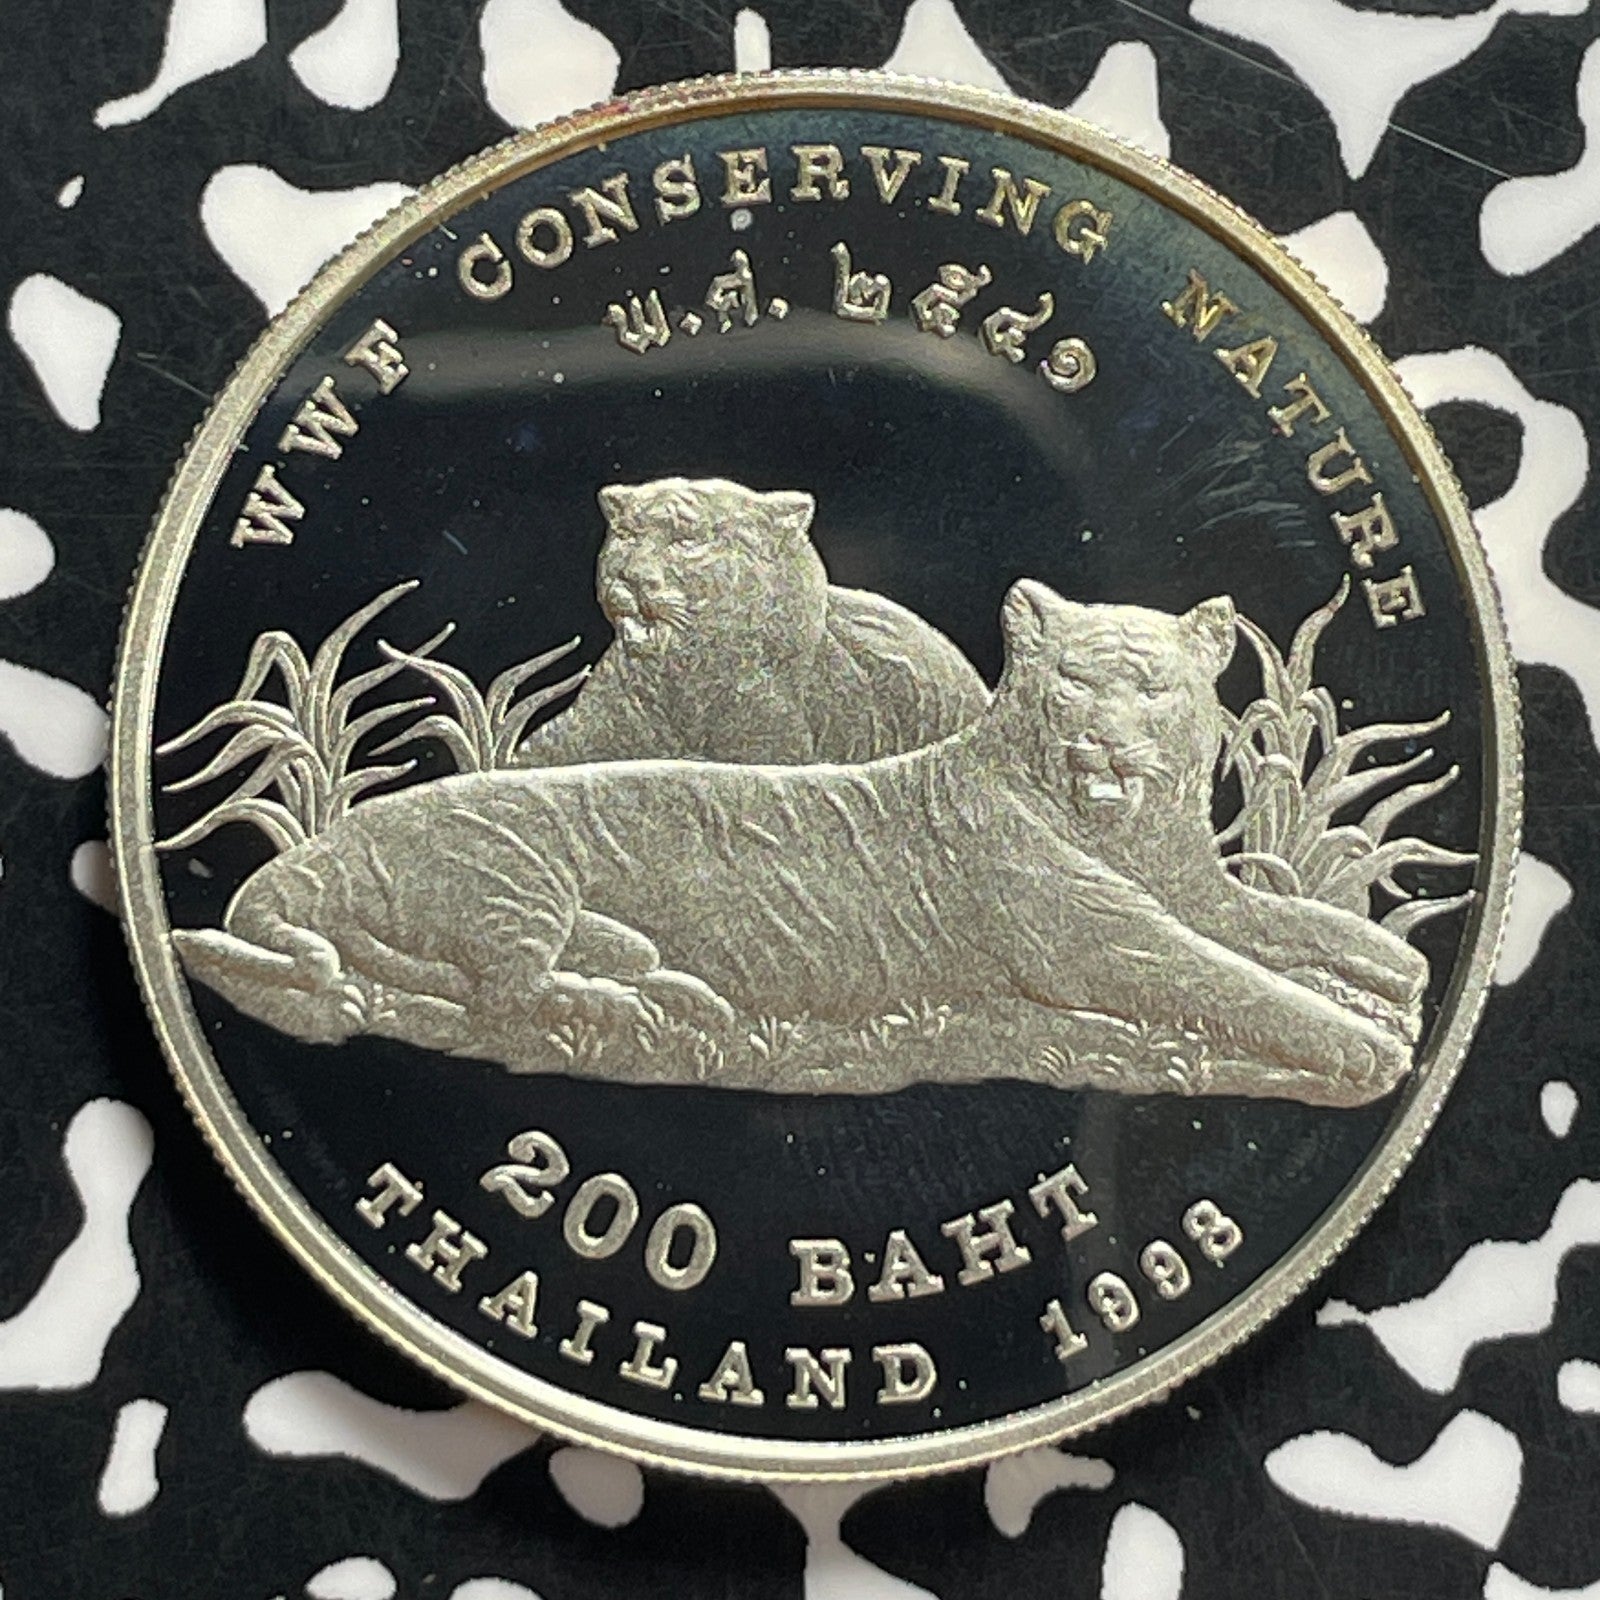 WWF CONSERVING NATURE
พ.ศ. ๒๕๔๑
200 BAHT
THAILAND 1998